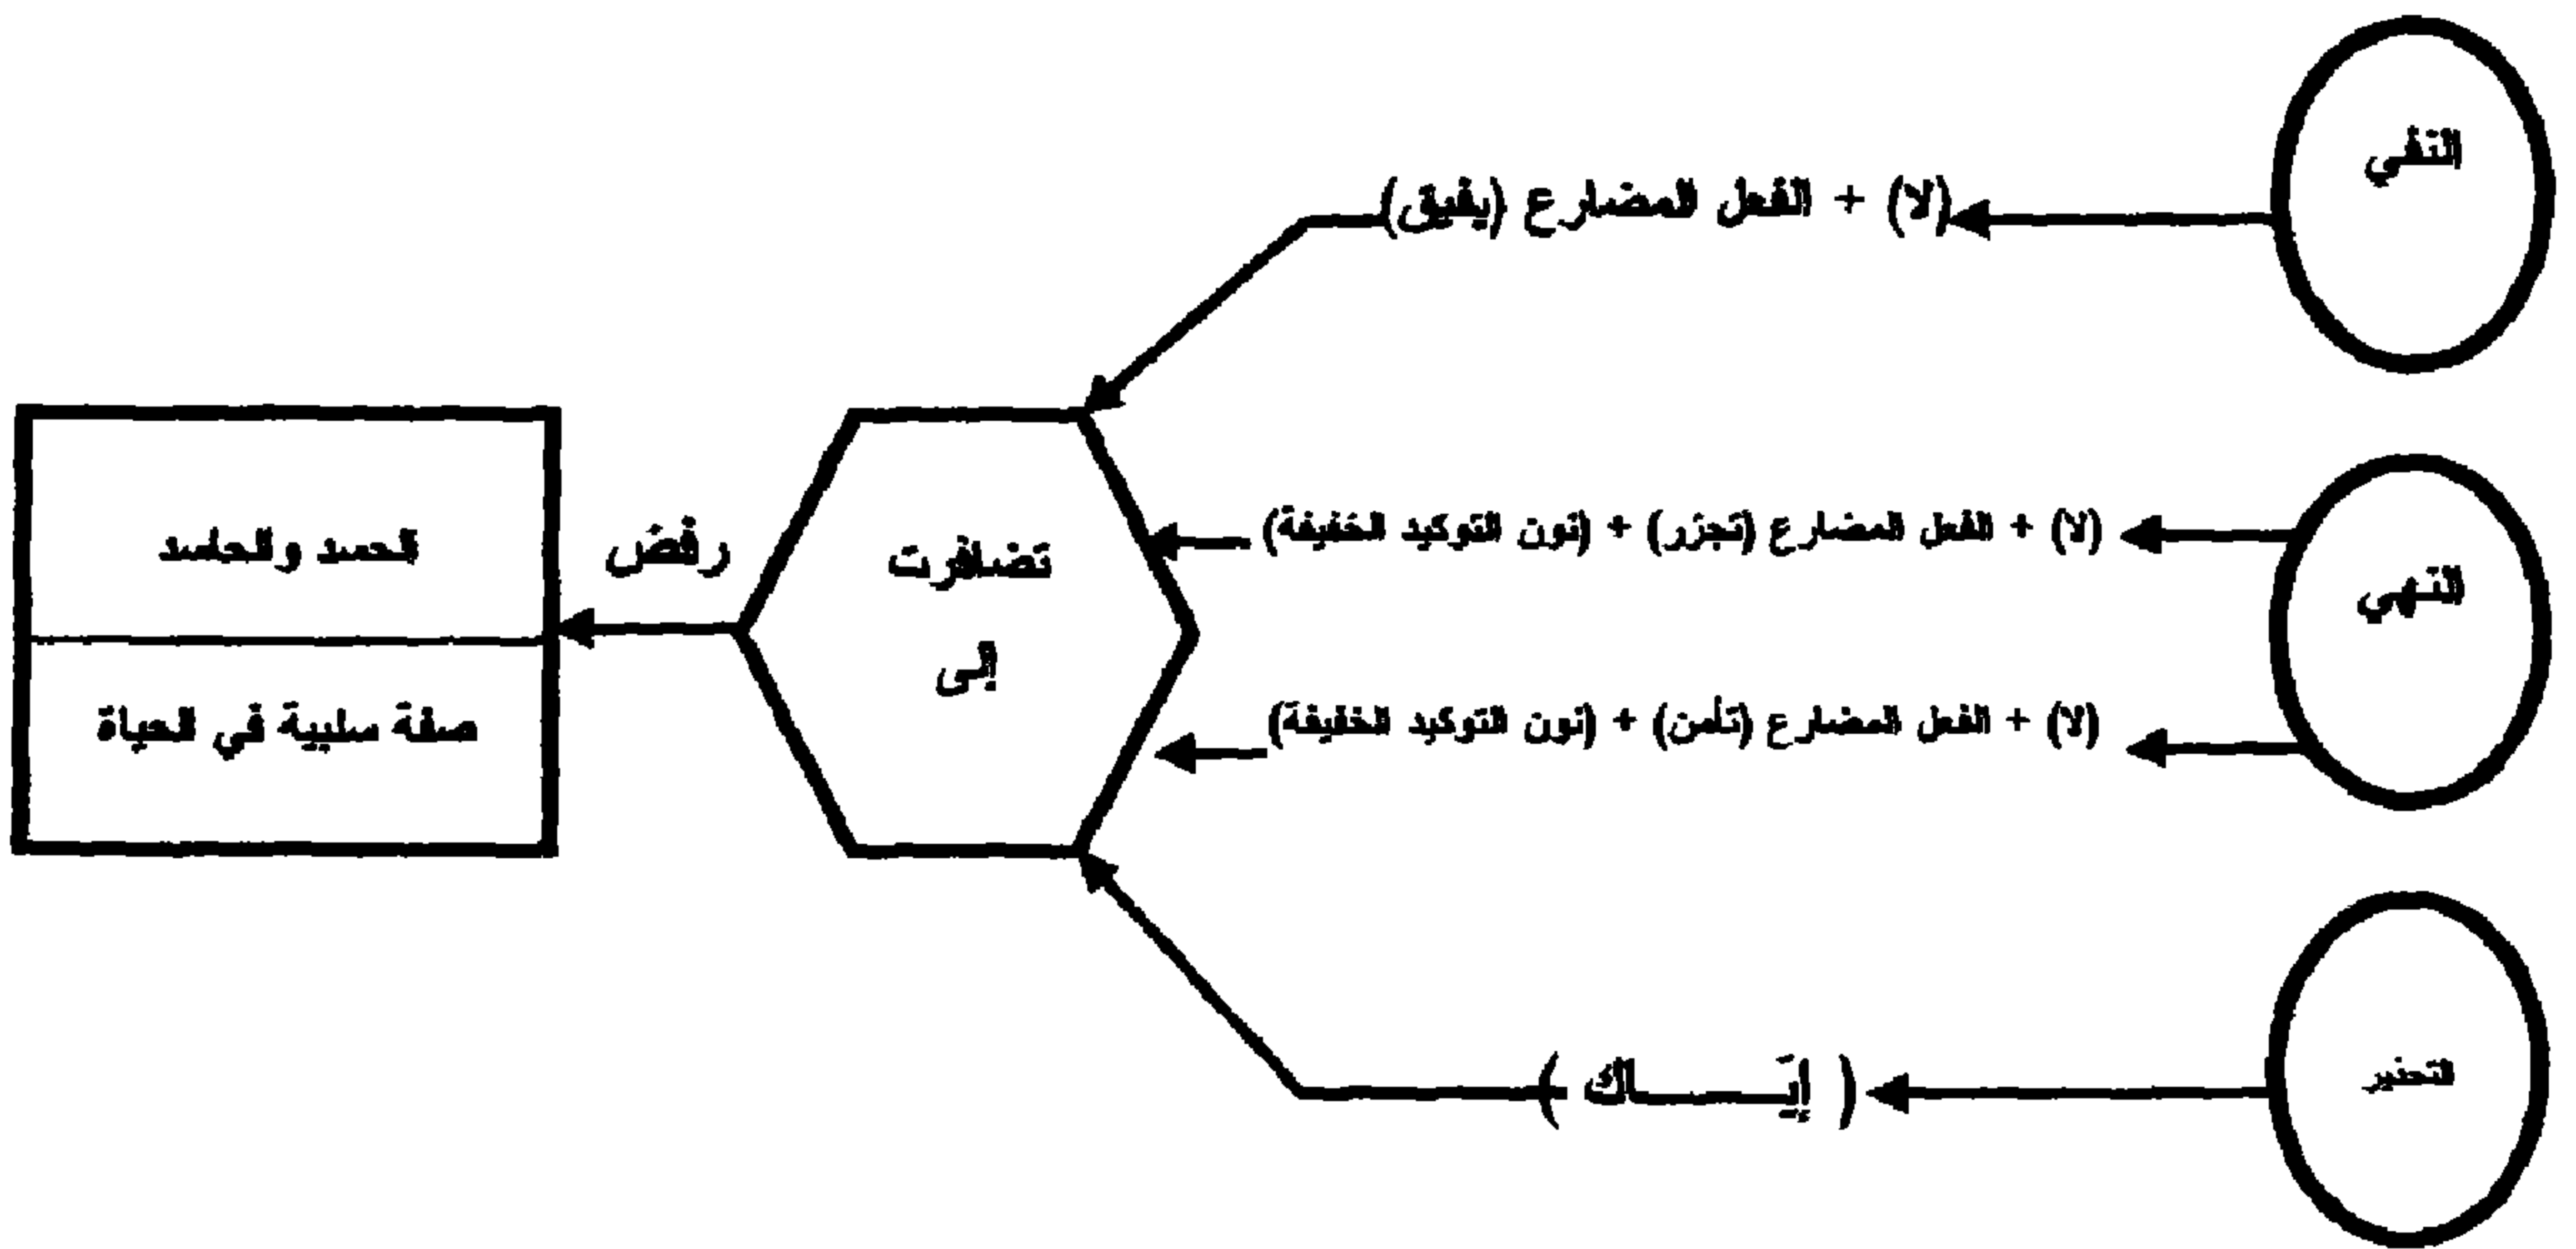 النفي
(لا) + الفعل المضارع (يفيق)
النهي
(لا) + الفعل المضارع (تجزر) + (نون التوكيد الخفيفة)
(لا) + الفعل المضارع (تأمن) + (نون التوكيد الخفيفة)
التحذير
( إيّـــــاك )
تضافرت
إلى
رفض
الحسد والحاسد
صفة سلبية في الحياة